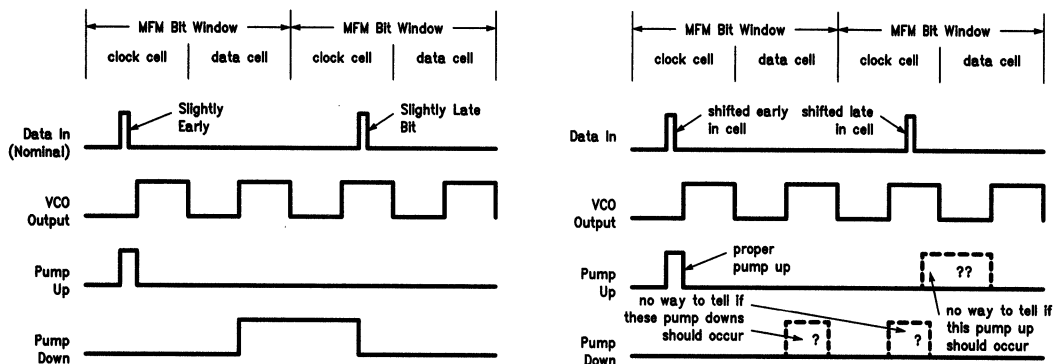 MFM Bit Window
MFM Bit Window
clock cell
data cell
clock cell
data cell
Slightly
Early
Slightly Late
Bit
Data In
(Nominal)
VCO
Output
Pump
Up
Pump
Down
MFM Bit Window
MFM Bit Window
clock cell
data cell
clock cell
data cell
shifted early
in cell
shifted late
in cell
Data In
VCO
Output
proper
pump up
??
Pump
Up
no way to tell if
these pump downs
should occur
no way to tell if
this pump up
should occur
?
?
Pump
Down